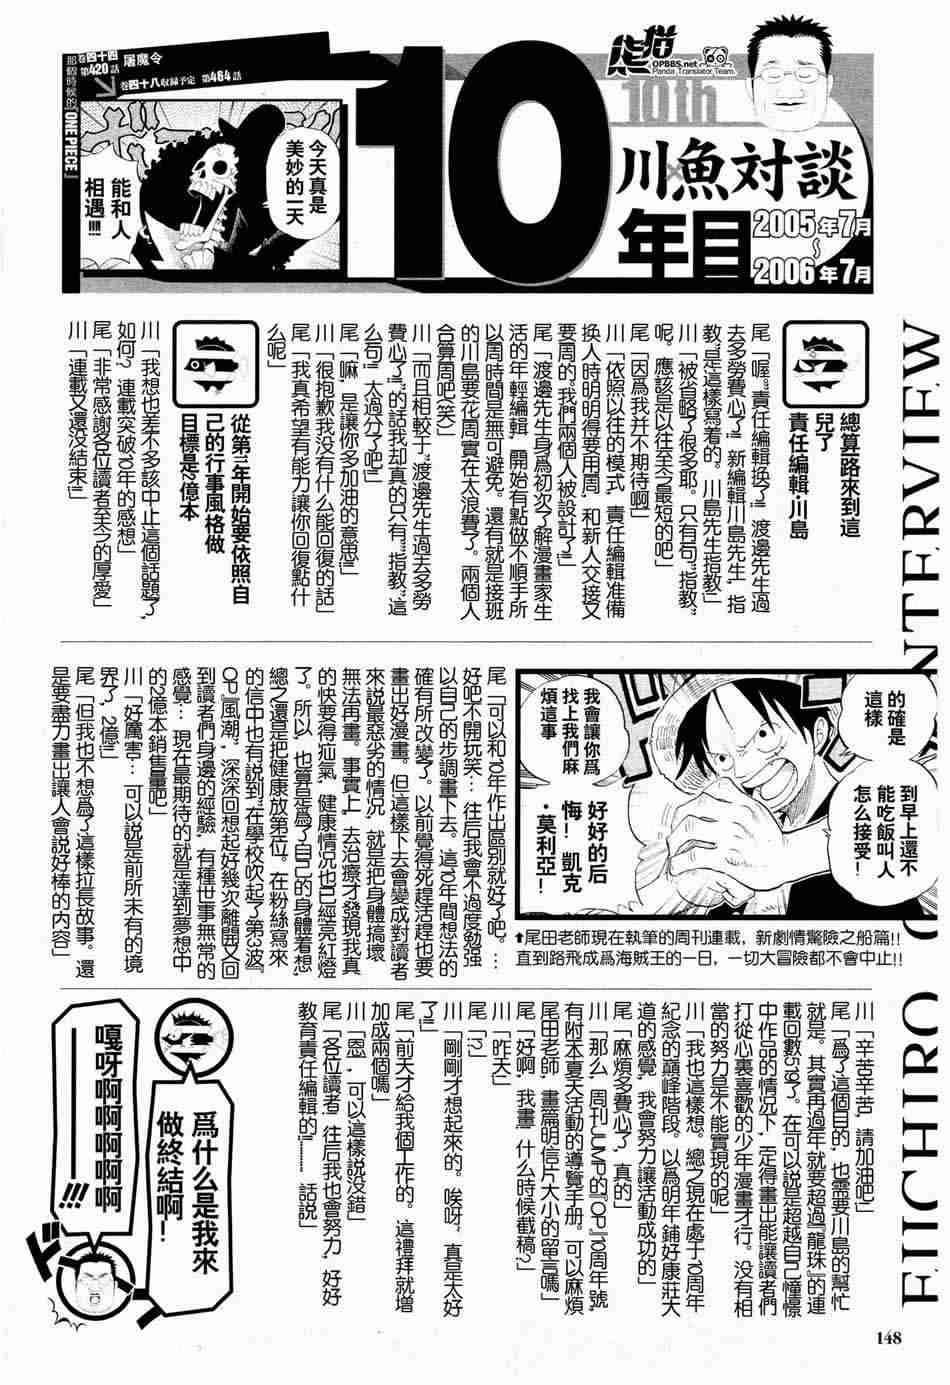 那個時候的『ONE PIECE』
卷四十四
第420話
屠魔令
卷四十八收録予定 第464話
今天真是
美妙的一天
能和人
相遇!!!!
熊猫
OPBBS.net
Panda Translator Team.
10th
10
年目
川魚対談
2005年7月
～
2006年7月
總算路來到這
兒了
責任編輯・川島
尾「喔~責任編輯換了!!! 渡邊先生過
去多勞費心了!!! 新編輯川島先生，指
教"是這樣寫着的。川島先生指教」
川「被省略了很多耶。只有句"指教"
呢。應該是以往至今最短的吧」
尾「因爲我并不期待啊」
川「依照以往的模式，責任編輯准備
換人時明明得要用周，和新人交接又
要周的。我們兩個人被設計了!!」
尾「渡邊先生身爲初次了解漫畫家生
活的年輕編輯，開始有點做不順手所
以周時間是無可避免。還有就是接班
的川島要花周實在大浪費了。兩個人
合算周吧(笑)」
川「而且相較于"渡邊先生過去多勞
費心了!"的話我却真的只有"指教"這
么句!!! 太過分了吧!!!」
尾「嘛，是讓你多加油的意思!!」
川「很抱歉我没有什么能回復的話」
尾「我真希望有能力讓你回復點什
么呢」
從第三年開始要依照自
己的行事風格做
目標是2億本
川「我想也差不多該中止這個話題了，
如何？ 連載突破10年的感想」
尾「非常感謝各位讀者至今的厚愛」
川「連載又還没結束!!」
的確是
這樣
到早上還不
能吃飯叫人
怎么接受！
我會讓你爲
找上我們麻
煩這事
好好的后
悔！凱克
・莫利亞！
⬆尾田老師現在執筆的周刊連載，新劇情驚險之船篇!!
直到路飛成爲海賊王的一日，一切大冒險都不會中止!!
尾「可以和10年作出區别就好了吧。
好吧不開玩笑…往后我會不過度勉强
以自己的步調畫下去。這10年間想法的
確有所改變了。以前覺得死趕活趕也要
畫出好漫畫。但這樣下去會變成對讀者
來説最惡劣的情況，就是把身體搞壞
無法再畫。事實上，去治療才發現我真
的快要得疝氣，健康情況也已經亮紅燈
了。所以，也算是爲了自己的身體着想，
總之還是把健康放第一位。在粉絲寫來
的信中也有説到"在學校吹起了第3波『
OP』風潮"，深深回想起好幾次離開又回
到讀者們身邊的經驗，有種世事無常的
感覺…現在最期待的就是達到夢想中
的2億本銷售量吧」
川「好厲害…可以説是前所未有的境
界了，2億!!」
尾「但我也不想爲了這樣拉長故事。還
是要盡力畫出讓人會説好棒的内容」
川「辛苦辛苦，請加油吧!」
尾「爲了這個目的，也需要川島的幫忙
就是。其實再過年就要超過『龍珠』的連
載回數519了。在可以説是超越自己憧憬
中作品的情況下，定得畫出能讓讀者們
打從心裏喜歡的少年漫畫才行。没有相
當的努力是不能實現的呢」
川「我也這樣想。總之現在處于10周年
紀念的巔峰階段。以爲明年鋪好康莊大
道的感覺，我會努力讓活動成功的」
尾「麻煩多費心了，真的」
川「那么，周刊JUMP的『OP』10周年號，
有附本夏天活動的導覽手册。可以麻煩
尾田老師，畫篇明信片大小的留言嗎」
尾「好啊，我畫！什么時候截稿？」
川「昨天」
尾「!?」
川「剛剛才想起來的。唉呀~真是太好
了!!」
尾「前天才給我個工作的。這禮拜就增
加成兩個嗎」
川「恩，可以這樣説没錯」
尾「各位讀者，往后我也會努力，好好
教育責任編輯的!!!………話説」
爲什么是我來
做終結啊！
嘎呀啊啊啊啊啊
——!!!
ドン
EIICHIRO ODA INTERVIEW
148